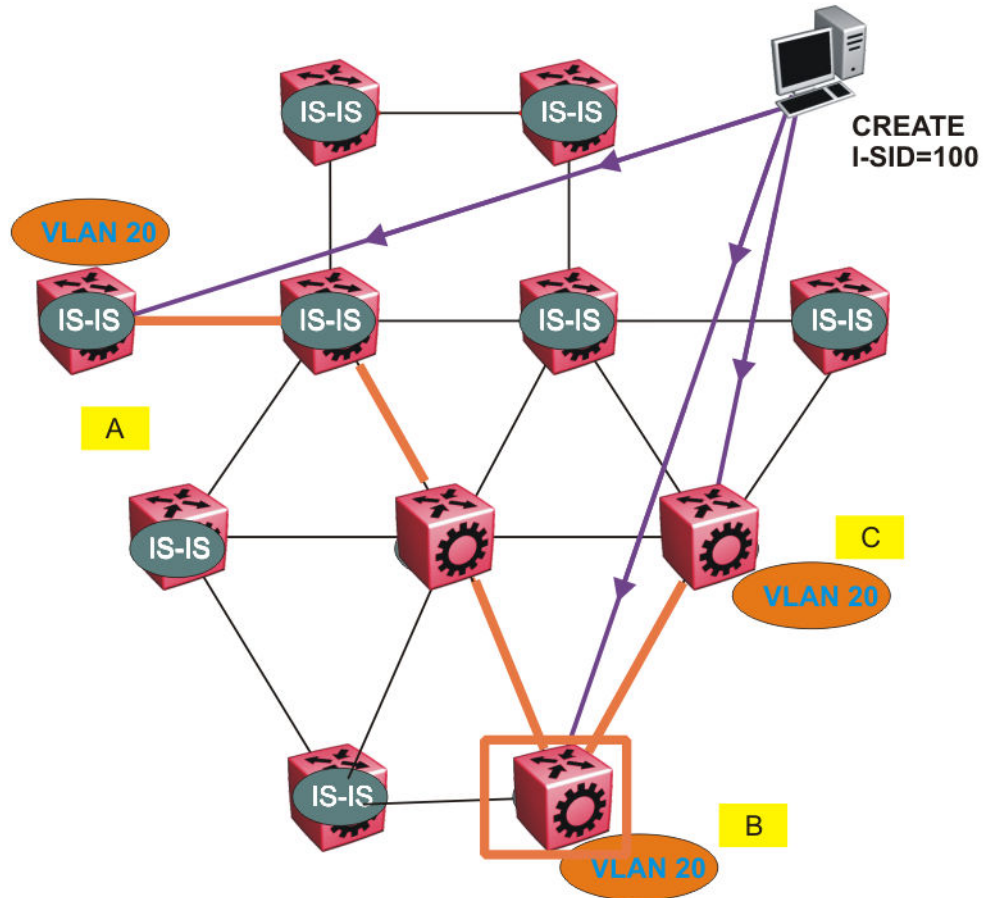 IS-IS
IS-IS
CREATE
I-SID=100
VLAN 20
IS-IS
IS-IS
IS-IS
IS-IS
A
IS-IS
C
VLAN 20
IS-IS
B
VLAN 20